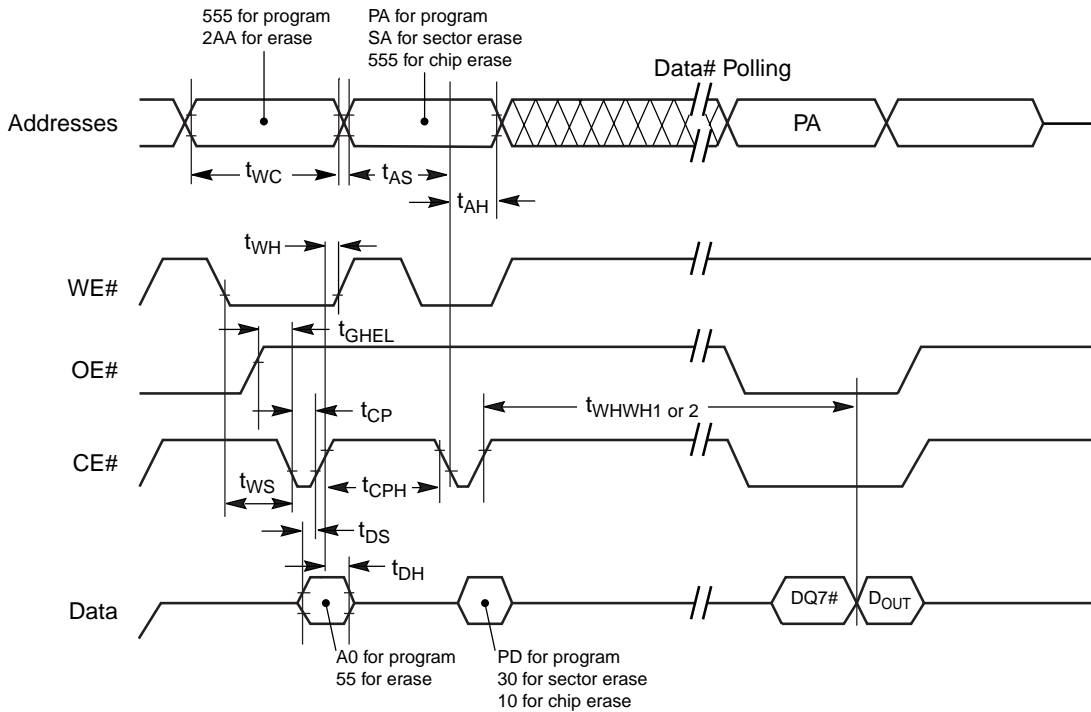 555 for program
2AA for erase
PA for program
SA for sector erase
555 for chip erase
Data# Polling
Addresses
PA
tWC
tAS
tAH
tWH
WE#
tGHEL
OE#
tWHWH1 or 2
tCP
CE#
tWS
tCPH
tDS
tDH
Data
DQ7#
DOUT
A0 for program
55 for erase
PD for program
30 for sector erase
10 for chip erase